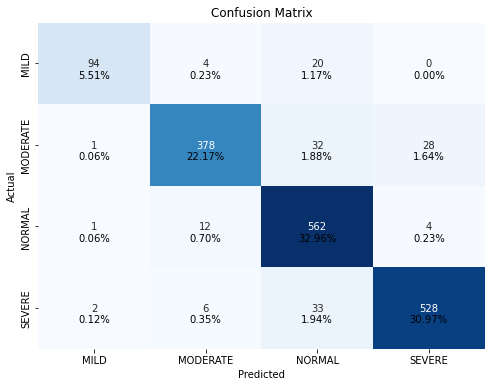 Confusion Matrix
Actual
MILD
94
5.51%
4
0.23%
20
1.17%
0
0.00%
MODERATE
1
0.06%
378
22.17%
32
1.88%
28
1.64%
NORMAL
1
0.06%
12
0.70%
562
32.96%
4
0.23%
SEVERE
2
0.12%
6
0.35%
33
1.94%
528
30.97%
MILD
MODERATE
NORMAL
SEVERE
Predicted